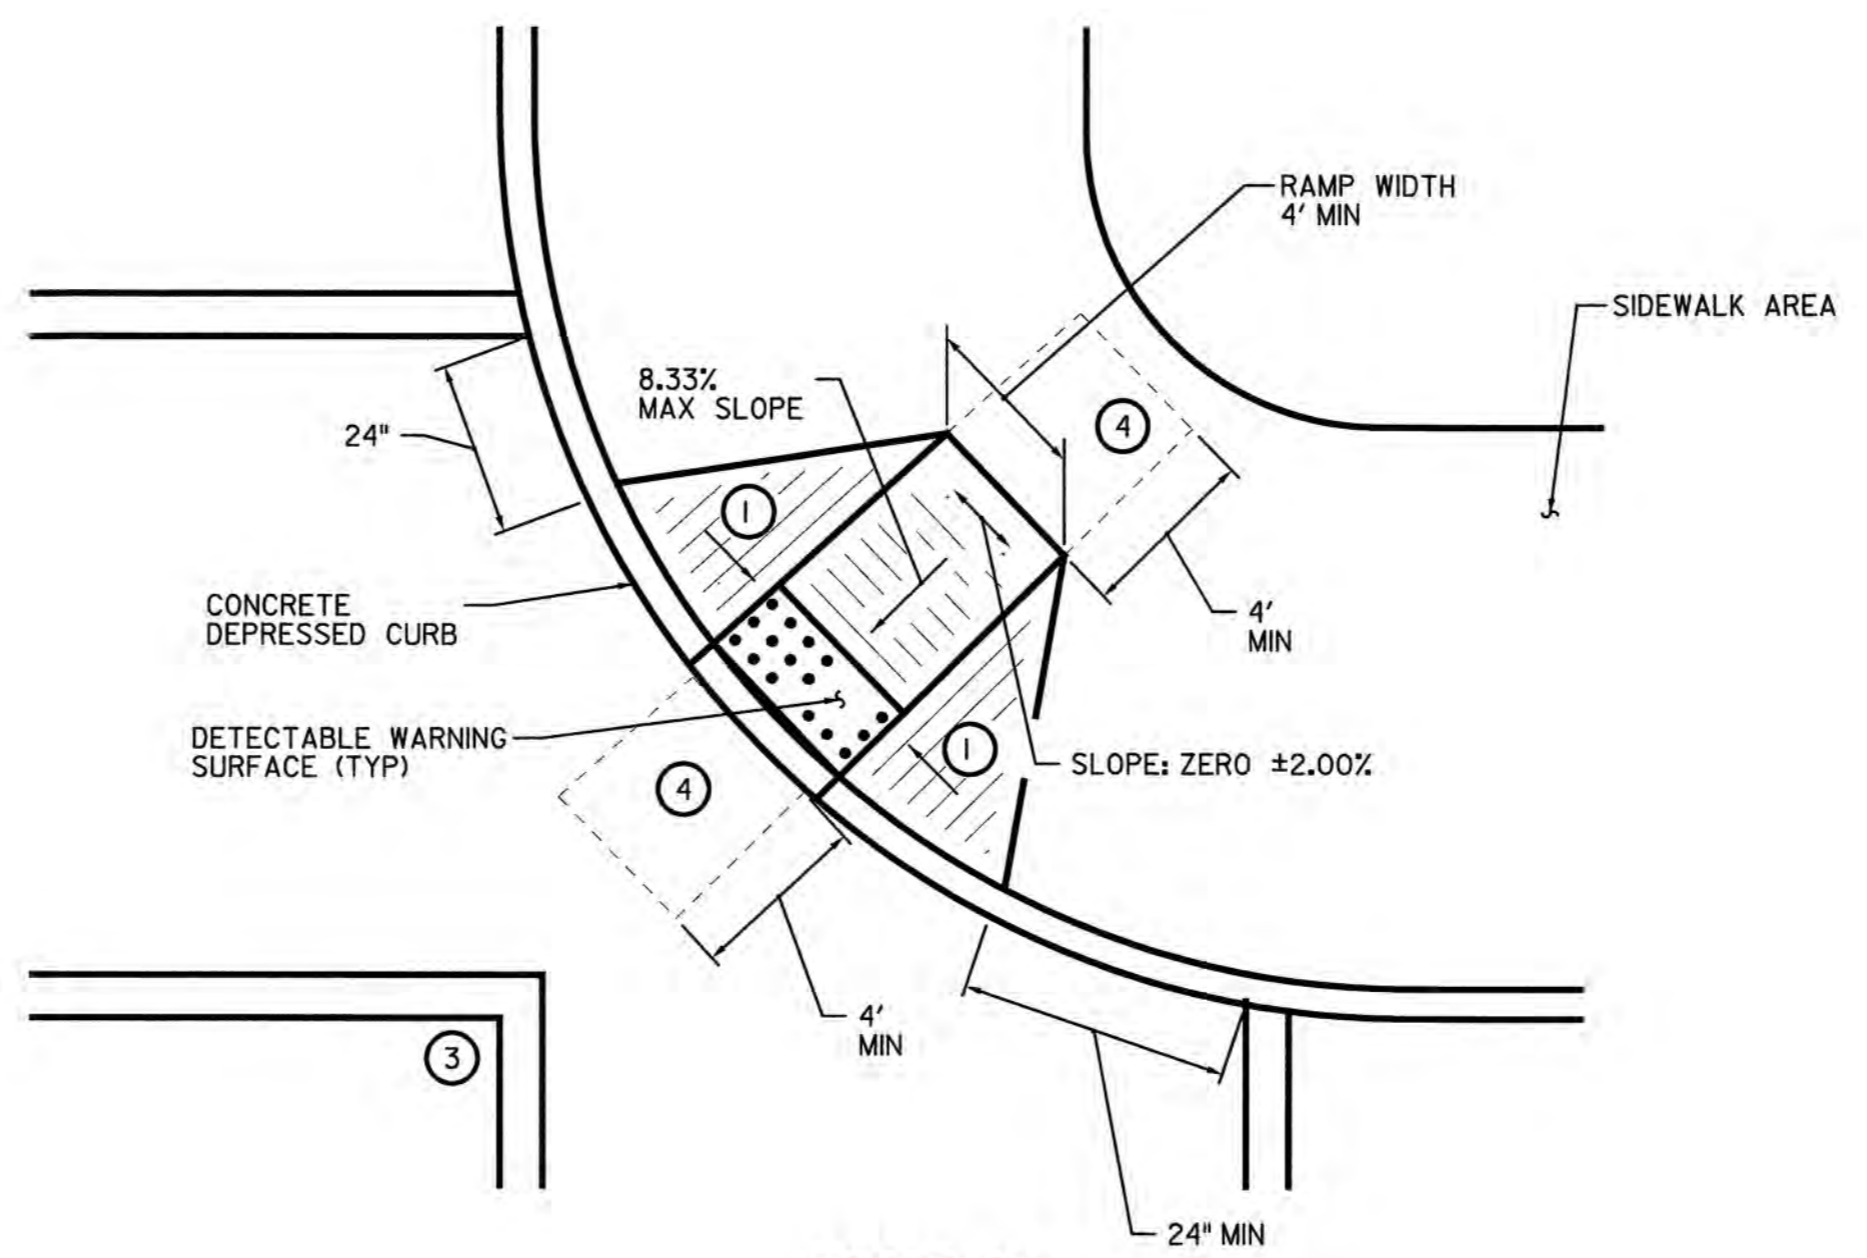 RAMP WIDTH
4' MIN
SIDEWALK AREA
8.33%
MAX SLOPE
4
24"
1
CONCRETE
DEPRESSED CURB
4'
MIN
DETECTABLE WARNING
SURFACE (TYP)
1
SLOPE: ZERO ±2.00%
4
4'
MIN
3
24" MIN